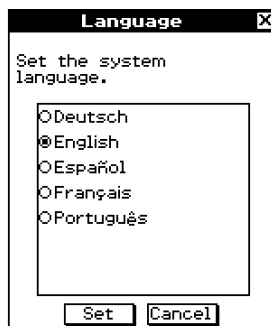 Language X
Set the system
language.
Deutsch
English
Español
Français
Português
Set Cancel